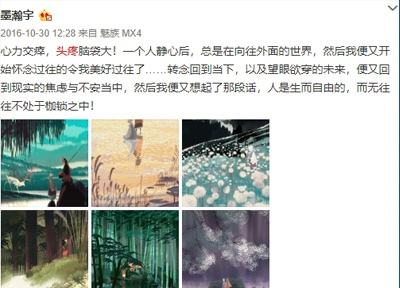 墨瀚宇
2016-10-30 12:28 来自 魅族 MX4
心力交瘁，头疼脑袋大！一个人静心后，总是在向往外面的世界，然后我便又开
始怀念过往的令我美好过往了……转念回到当下，以及望眼欲穿的未来，便又回
到现实的焦虑与不安当中，然后我便又想起了那段话，人是生而自由的，而无往
往不处于枷锁之中！